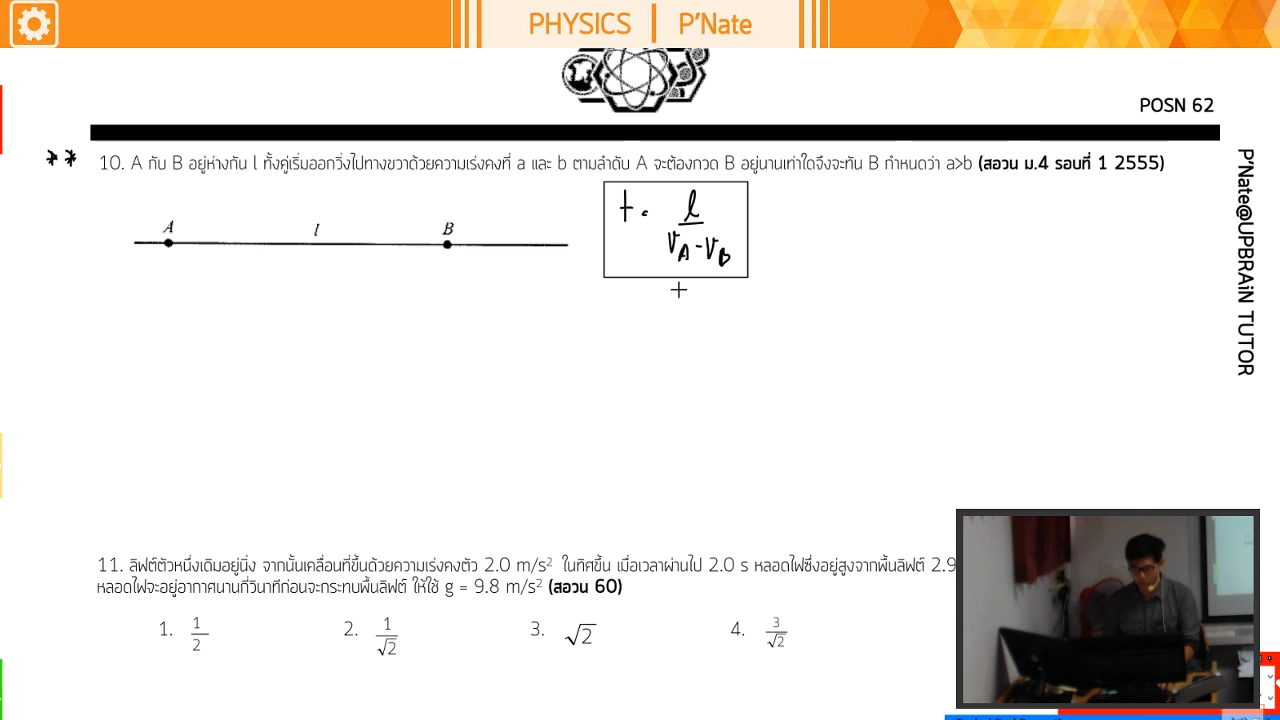 PHYSICS | P'Nate
POSN 62
10. A กับ B อยู่ห่างกัน l ทั้งคู่เริ่มออกวิ่งไปทางขวาด้วยความเร่งคงที่ a และ b ตามลำดับ A จะต้องกวด B อยู่นานเท่าใดจึงจะทัน B กำหนดว่า a>b (สอวน ม.4 รอบที่ 1 2555)
A l B
t = l / (VA - VB)
P'Nate@UPBRAiN TUTOR
11. ลิฟต์ตัวหนึ่งเดิมอยู่นิ่ง จากนั้นเคลื่อนที่ขึ้นด้วยความเร่งคงตัว 2.0 m/s² ในทิศขึ้น เมื่อเวลาผ่านไป 2.0 s หลอดไฟซึ่งอยู่สูงจากพื้นลิฟต์ 2.9
หลอดไฟจะอยู่อากาศนานกี่วินาทีก่อนจะกระทบพื้นลิฟต์ ให้ใช้ g = 9.8 m/s² (สอวน 60)
1. 1/2 2. 1/√2 3. √2 4. 3/√2